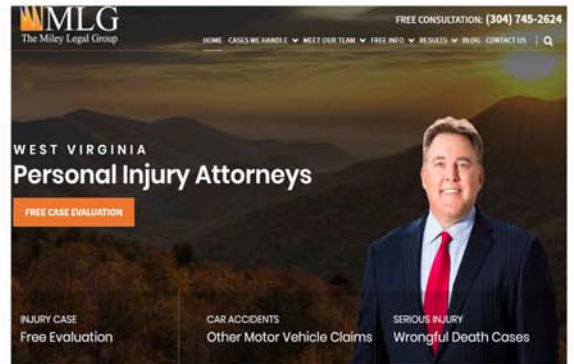 MLG
The Miley Legal Group
FREE CONSULTATION: (304) 745-2624
HOME CASES WE HANDLE MEET OUR TEAM FREE INFO RESULTS BLOG CONTACT US
WEST VIRGINIA
Personal Injury Attorneys
FREE CASE EVALUATION
INJURY CASE
Free Evaluation
CAR ACCIDENTS
Other Motor Vehicle Claims
SERIOUS INJURY
Wrongful Death Cases